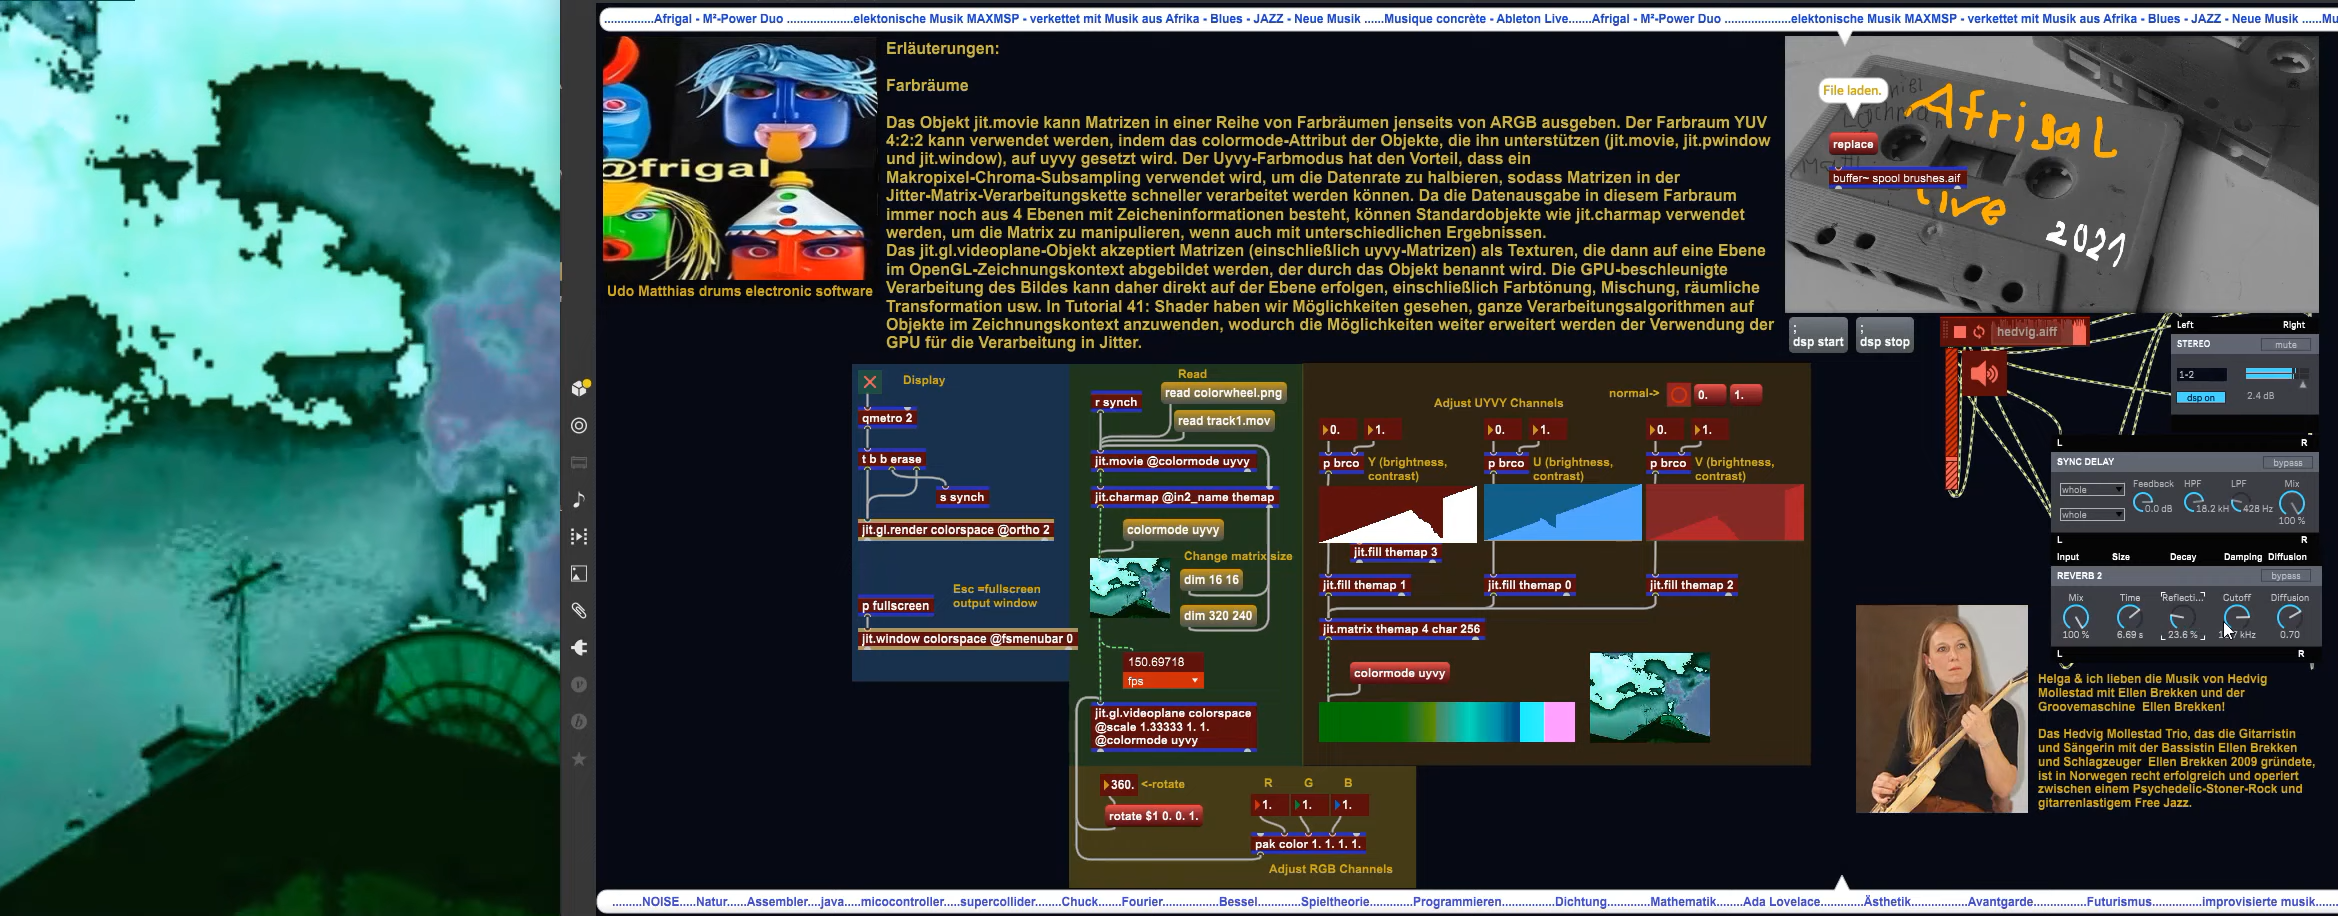 ...............Afrigal - M²-Power Duo ....................elektonische Musik MAXMSP - verkettet mit Musik aus Afrika - Blues - JAZZ - Neue Musik ......Musique concrète - Ableton Live.......Afrigal - M²-Power Duo ....................elektonische Musik MAXMSP - verkettet mit Musik aus Afrika - Blues - JAZZ - Neue Musik ......Mu
@frigal
Udo Matthias drums electronic software
Erläuterungen:
Farbräume
Das Objekt jit.movie kann Matrizen in einer Reihe von Farbräumen jenseits von ARGB ausgeben. Der Farbraum YUV
4:2:2 kann verwendet werden, indem das colormode-Attribut der Objekte, die ihn unterstützen (jit.movie, jit.pwindow
und jit.window), auf uyvy gesetzt wird. Der Uyvy-Farbmodus hat den Vorteil, dass ein
Makropixel-Chroma-Subsampling verwendet wird, um die Datenrate zu halbieren, sodass Matrizen in der
Jitter-Matrix-Verarbeitungskette schneller verarbeitet werden können. Da die Datenausgabe in diesem Farbraum
immer noch aus 4 Ebenen mit Zeicheninformationen besteht, können Standardobjekte wie jit.charmap verwendet
werden, um die Matrix zu manipulieren, wenn auch mit unterschiedlichen Ergebnissen.
Das jit.gl.videoplane-Objekt akzeptiert Matrizen (einschließlich uyvy-Matrizen) als Texturen, die dann auf eine Ebene
im OpenGL-Zeichnungskontext abgebildet werden, der durch das Objekt benannt wird. Die GPU-beschleunigte
Verarbeitung des Bildes kann daher direkt auf der Ebene erfolgen, einschließlich Farbtönung, Mischung, räumliche
Transformation usw. In Tutorial 41: Shader haben wir Möglichkeiten gesehen, ganze Verarbeitungsalgorithmen auf
Objekte im Zeichnungskontext anzuwenden, wodurch die Möglichkeiten weiter erweitert werden der Verwendung der
GPU für die Verarbeitung in Jitter.
File laden.
Afrigal
replace
buffer~ spool brushes.aif
live
2021
;
dsp start
;
dsp stop
hedvig.aiff
Left Right
STEREO mute
1-2
dsp on 2.4 dB
L R
SYNC DELAY bypass
Feedback HPF LPF Mix
whole
whole
0.0 dB 18.2 kH 428 Hz 100 %
L R
Input Size Decay Damping Diffusion
REVERB 2 bypass
Mix Time Reflecti... Cutoff Diffusion
100 % 6.69 s 23.6 % kHz 0.70
L R
Display
qmetro 2
t b b erase
s synch
jit.gl.render colorspace @ortho 2
Esc =fullscreen
output window
p fullscreen
jit.window colorspace @fsmenubar 0
Read
r synch
read colorwheel.png
read track1.mov
jit.movie @colormode uyvy
jit.charmap @in2_name themap
colormode uyvy
Change matrix size
dim 16 16
dim 320 240
150.69718
fps
jit.gl.videoplane colorspace
@scale 1.33333 1. 1.
@colormode uyvy
360. <-rotate
rotate $1 0. 0. 1.
R G B
1. 1. 1.
pak color 1. 1. 1. 1.
Adjust RGB Channels
Adjust UYVY Channels
normal-> 0. 1.
0. 1. 0. 1. 0. 1.
p brco Y (brightness,
contrast)
p brco U (brightness,
contrast)
p brco V (brightness,
contrast)
jit.fill themap 3
jit.fill themap 1
jit.fill themap 0
jit.fill themap 2
jit.matrix themap 4 char 256
colormode uyvy
Helga & ich lieben die Musik von Hedvig
Mollestad mit Ellen Brekken und der
Groovemaschine Ellen Brekken!
Das Hedvig Mollestad Trio, das die Gitarristin
und Sängerin mit der Bassistin Ellen Brekken
und Schlagzeuger Ellen Brekken 2009 gründete,
ist in Norwegen recht erfolgreich und operiert
zwischen einem Psychedelic-Stoner-Rock und
gitarrenlastigem Free Jazz.
.........NOISE.....Natur......Assembler....java.....micocontroller.....supercollider.......Chuck.......Fourier.................Bessel.............Spieltheorie.............Programmieren................Dichtung.............Mathematik........Ada Lovelace.............Ästhetik.................Avantgarde................Futurismus...............improvisierte musik.......